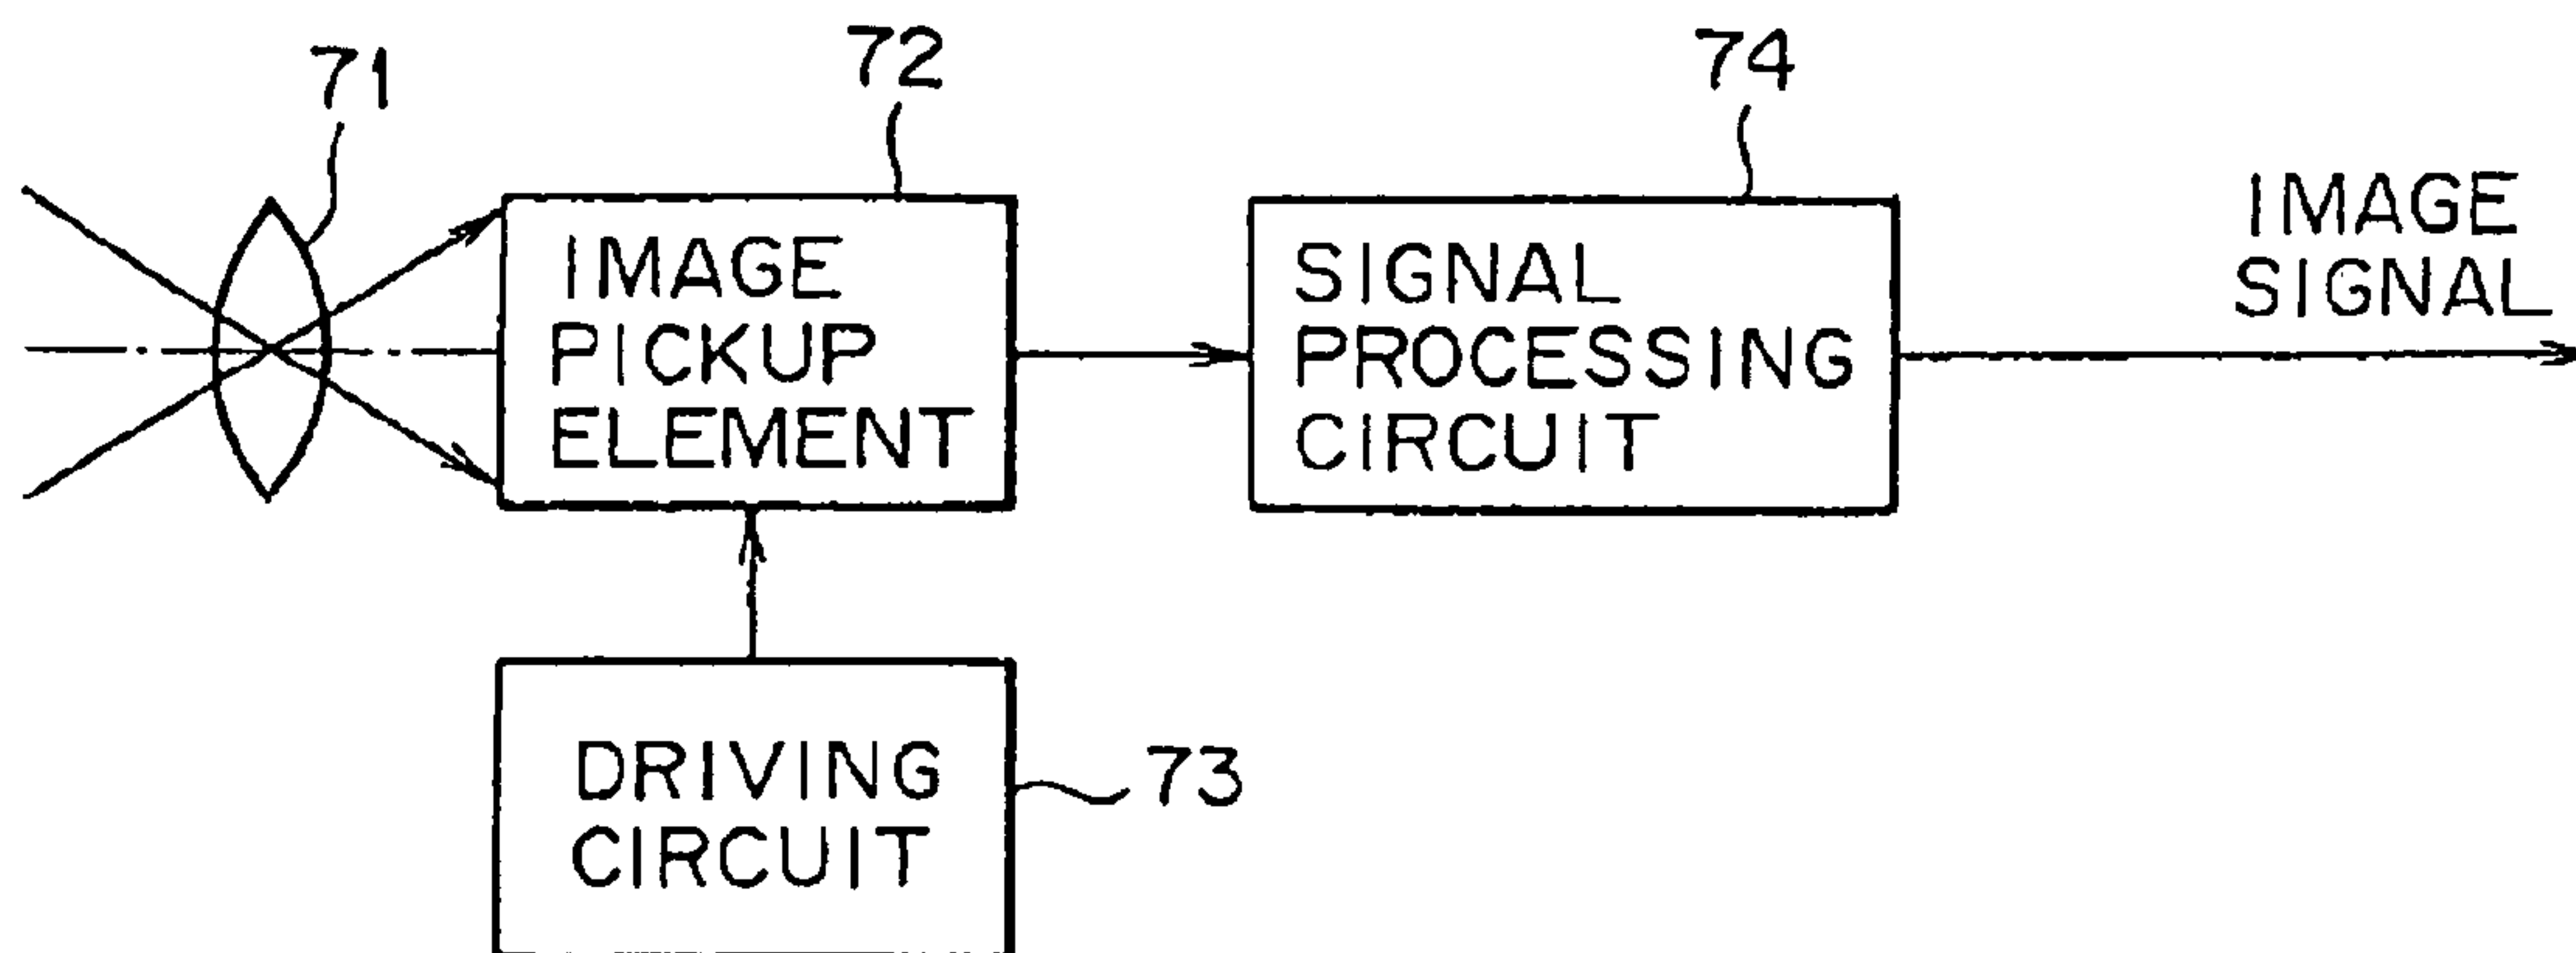 71
72
74
IMAGE
PICKUP
ELEMENT
SIGNAL
PROCESSING
CIRCUIT
IMAGE
SIGNAL
DRIVING
CIRCUIT
73